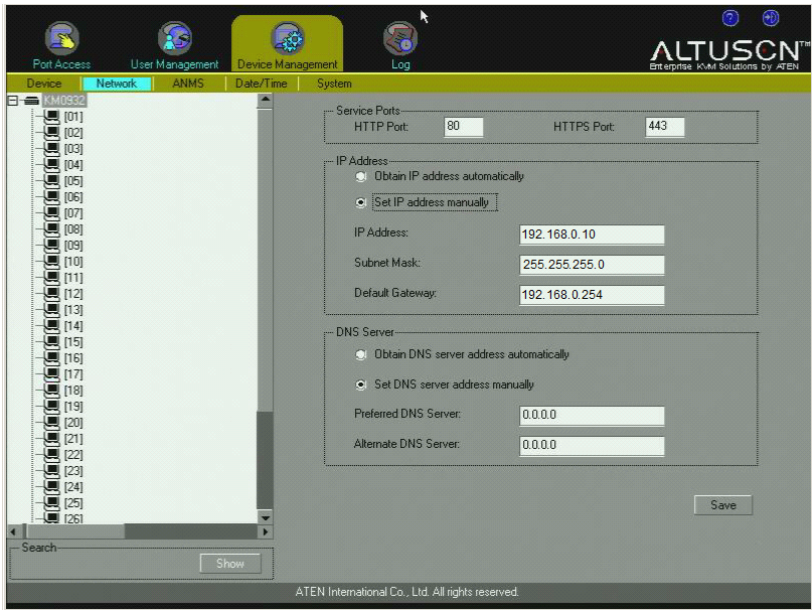 Port Access User Management Device Management Log
ALTUSCN™
Enterprise KVM Solutions by ATEN
Device Network ANMS Date/Time System
KM0932
[01]
[02]
[03]
[04]
[05]
[06]
[07]
[08]
[09]
[10]
[11]
[12]
[13]
[14]
[15]
[16]
[17]
[18]
[19]
[20]
[21]
[22]
[23]
[24]
[25]
[26]
Search
Show
Service Ports
HTTP Port: 80 HTTPS Port: 443
IP Address
Obtain IP address automatically
Set IP address manually
IP Address: 192.168.0.10
Subnet Mask: 255.255.255.0
Default Gateway: 192.168.0.254
DNS Server
Obtain DNS server address automatically
Set DNS server address manually
Preferred DNS Server: 0.0.0.0
Alternate DNS Server: 0.0.0.0
Save
ATEN International Co., Ltd. All rights reserved.